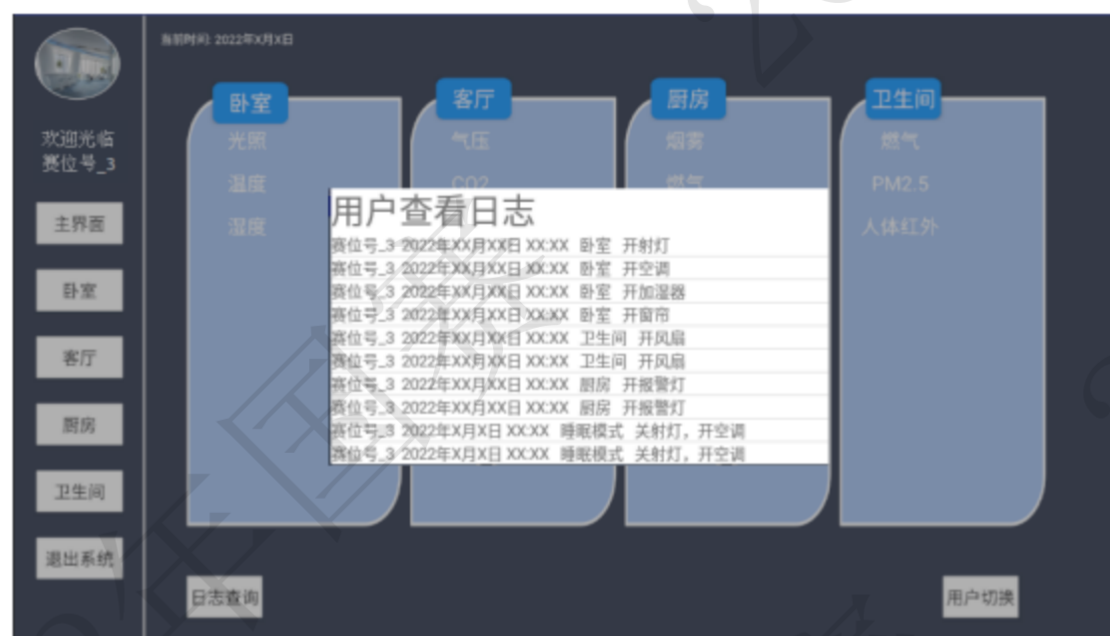 当前时间: 2022年X月X日
欢迎光临
赛位号_3
主界面
卧室
客厅
厨房
卫生间
退出系统
卧室
光照
温度
湿度
客厅
气压
CO2
厨房
烟雾
燃气
卫生间
燃气
PM2.5
人体红外
用户查看日志
赛位号_3 2022年XX月XX日 XX:XX 卧室 开射灯
赛位号_3 2022年XX月XX日 XX:XX 卧室 开空调
赛位号_3 2022年XX月XX日 XX:XX 卧室 开加湿器
赛位号_3 2022年XX月XX日 XX:XX 卧室 开窗帘
赛位号_3 2022年XX月XX日 XX:XX 卫生间 开风扇
赛位号_3 2022年XX月XX日 XX:XX 卫生间 开风扇
赛位号_3 2022年XX月XX日 XX:XX 厨房 开报警灯
赛位号_3 2022年XX月XX日 XX:XX 厨房 开报警灯
赛位号_3 2022年X月X日 XX:XX 睡眠模式 关射灯，开空调
赛位号_3 2022年X月X日 XX:XX 睡眠模式 关射灯，开空调
日志查询
用户切换